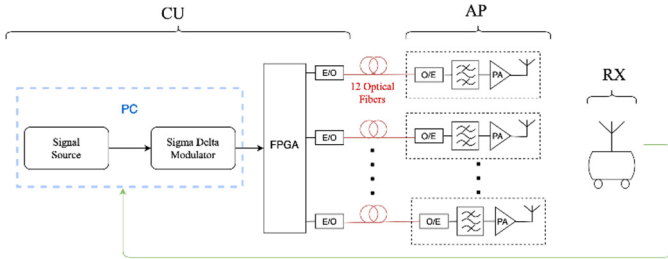 CU
AP
RX
PC
Signal
Source
Sigma Delta
Modulator
FPGA
E/O
12 Optical
Fibers
O/E
PA
E/O
O/E
PA
E/O
O/E
PA